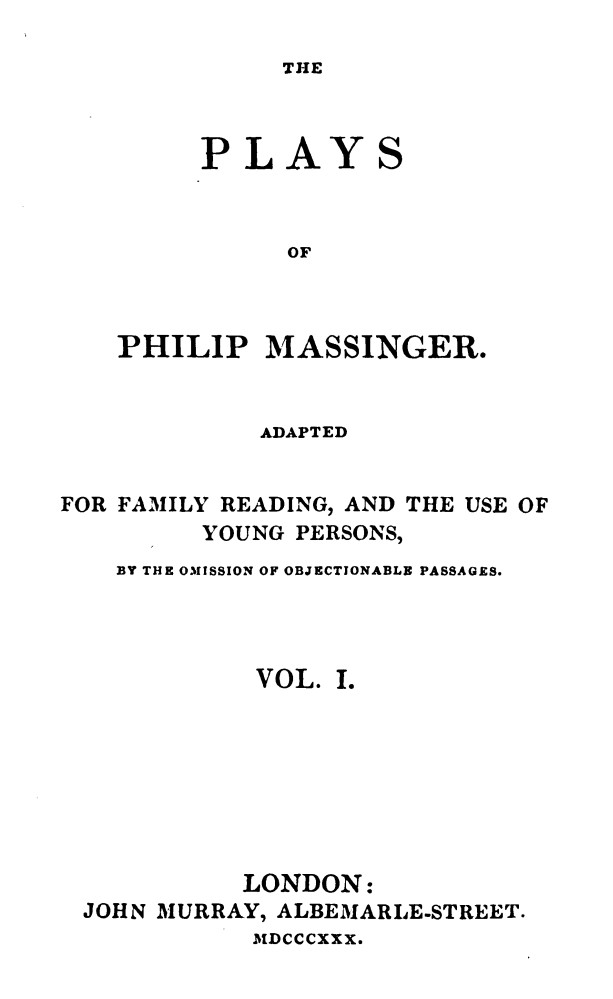 THE
PLAYS
OF
PHILIP MASSINGER.
ADAPTED
FOR FAMILY READING, AND THE USE OF
YOUNG PERSONS,
BY THE OMISSION OF OBJECTIONABLE PASSAGES.
VOL. I.
LONDON:
JOHN MURRAY, ALBEMARLE-STREET.
MDCCCXXX.